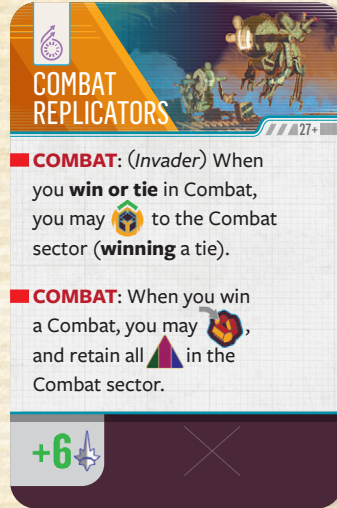 COMBAT
REPLICATORS
27+
COMBAT: (Invader) When
you win or tie in Combat,
you may to the Combat
sector (winning a tie).
COMBAT: When you win
a Combat, you may ,
and retain all in the
Combat sector.
+6